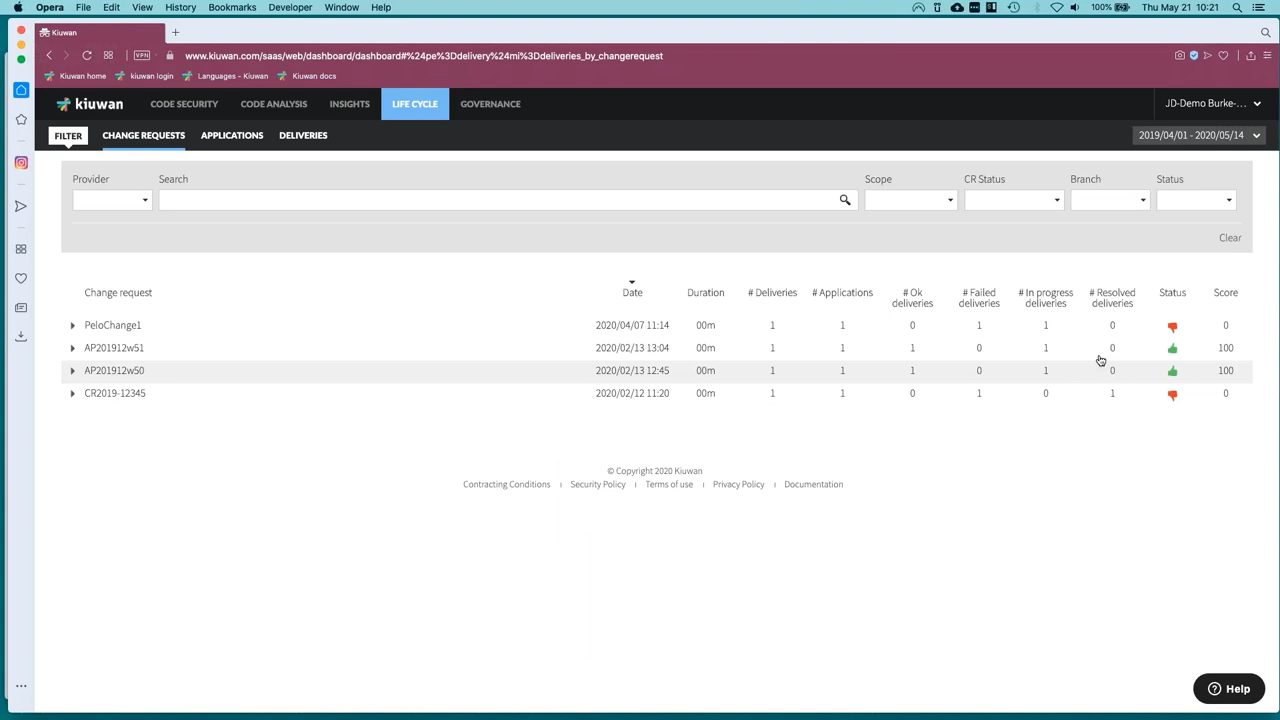 Opera File Edit View History Bookmarks Developer Window Help 100% Thu May 21 10:21
Kiuwan
VPN www.kiuwan.com/saas/web/dashboard/dashboard#%24pe%3Ddelivery%24mi%3Ddeliveries_by_changerequest
Kiuwan home kiuwan login Languages - Kiuwan Kiuwan docs
kiuwan CODE SECURITY CODE ANALYSIS INSIGHTS LIFE CYCLE GOVERNANCE JD-Demo Burke-...
FILTER CHANGE REQUESTS APPLICATIONS DELIVERIES 2019/04/01 - 2020/05/14
Provider Search Scope CR Status Branch Status
Clear
Change request Date Duration # Deliveries # Applications # Ok deliveries # Failed deliveries # In progress deliveries # Resolved deliveries Status Score
PeloChange1 2020/04/07 11:14 00m 1 1 0 1 1 0 0
AP201912w51 2020/02/13 13:04 00m 1 1 1 0 1 0 100
AP201912w50 2020/02/13 12:45 00m 1 1 1 0 1 0 100
CR2019-12345 2020/02/12 11:20 00m 1 1 0 1 0 1 0
© Copyright 2020 Kiuwan
Contracting Conditions | Security Policy | Terms of use | Privacy Policy | Documentation
Help